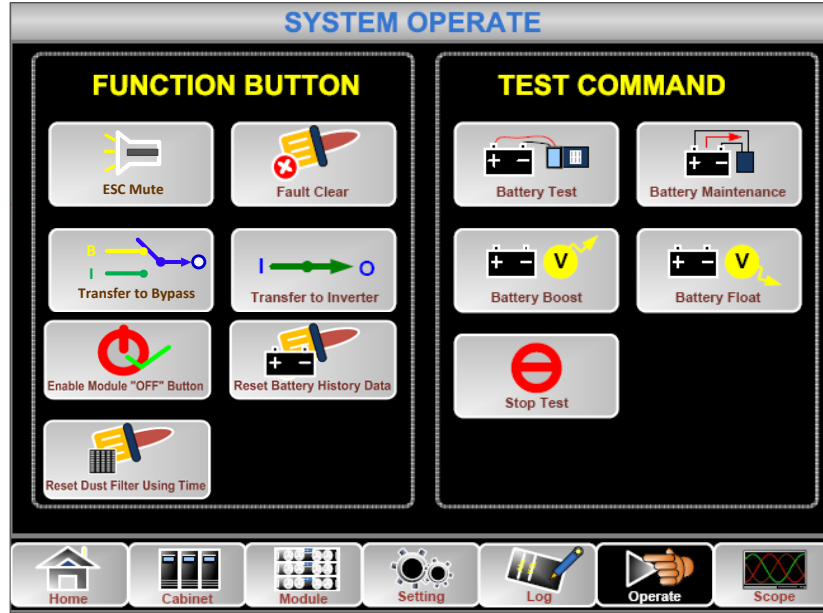 SYSTEM OPERATE
FUNCTION BUTTON
ESC Mute
Fault Clear
B
I
Transfer to Bypass
I O
Transfer to Inverter
Enable Module "OFF" Button
Reset Battery History Data
Reset Dust Filter Using Time
TEST COMMAND
Battery Test
Battery Maintenance
V
Battery Boost
V
Battery Float
Stop Test
Home
Cabinet
Module
Setting
Log
Operate
Scope